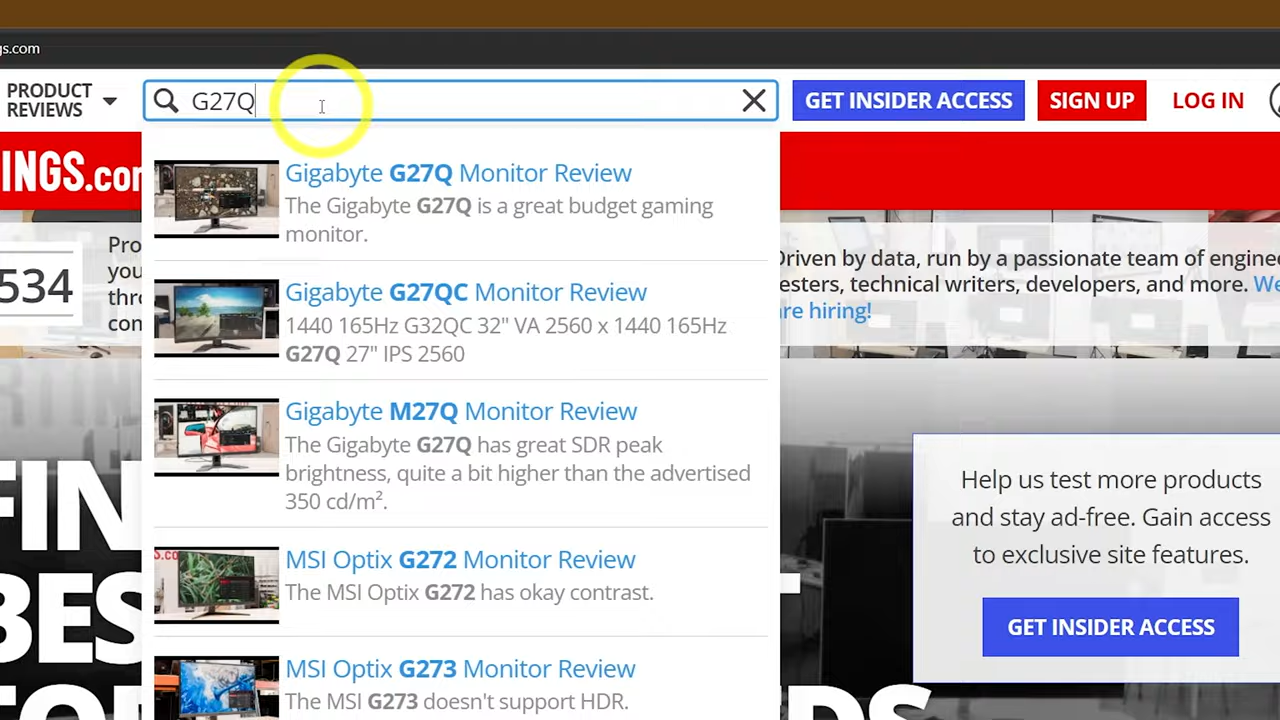 gs.com
PRODUCT
REVIEWS
G27Q
GET INSIDER ACCESS
SIGN UP
LOG IN
INGS.com
534
Pro
you
thro
con
Gigabyte G27Q Monitor Review
The Gigabyte G27Q is a great budget gaming
monitor.
Gigabyte G27QC Monitor Review
1440 165Hz G32QC 32" VA 2560 x 1440 165Hz
G27Q 27" IPS 2560
Gigabyte M27Q Monitor Review
The Gigabyte G27Q has great SDR peak
brightness, quite a bit higher than the advertised
350 cd/m².
MSI Optix G272 Monitor Review
The MSI Optix G272 has okay contrast.
MSI Optix G273 Monitor Review
The MSI G273 doesn't support HDR.
Driven by data, run by a passionate team of enginee
esters, technical writers, developers, and more. We
are hiring!
FIN
BES
Help us test more products
and stay ad-free. Gain access
to exclusive site features.
GET INSIDER ACCESS